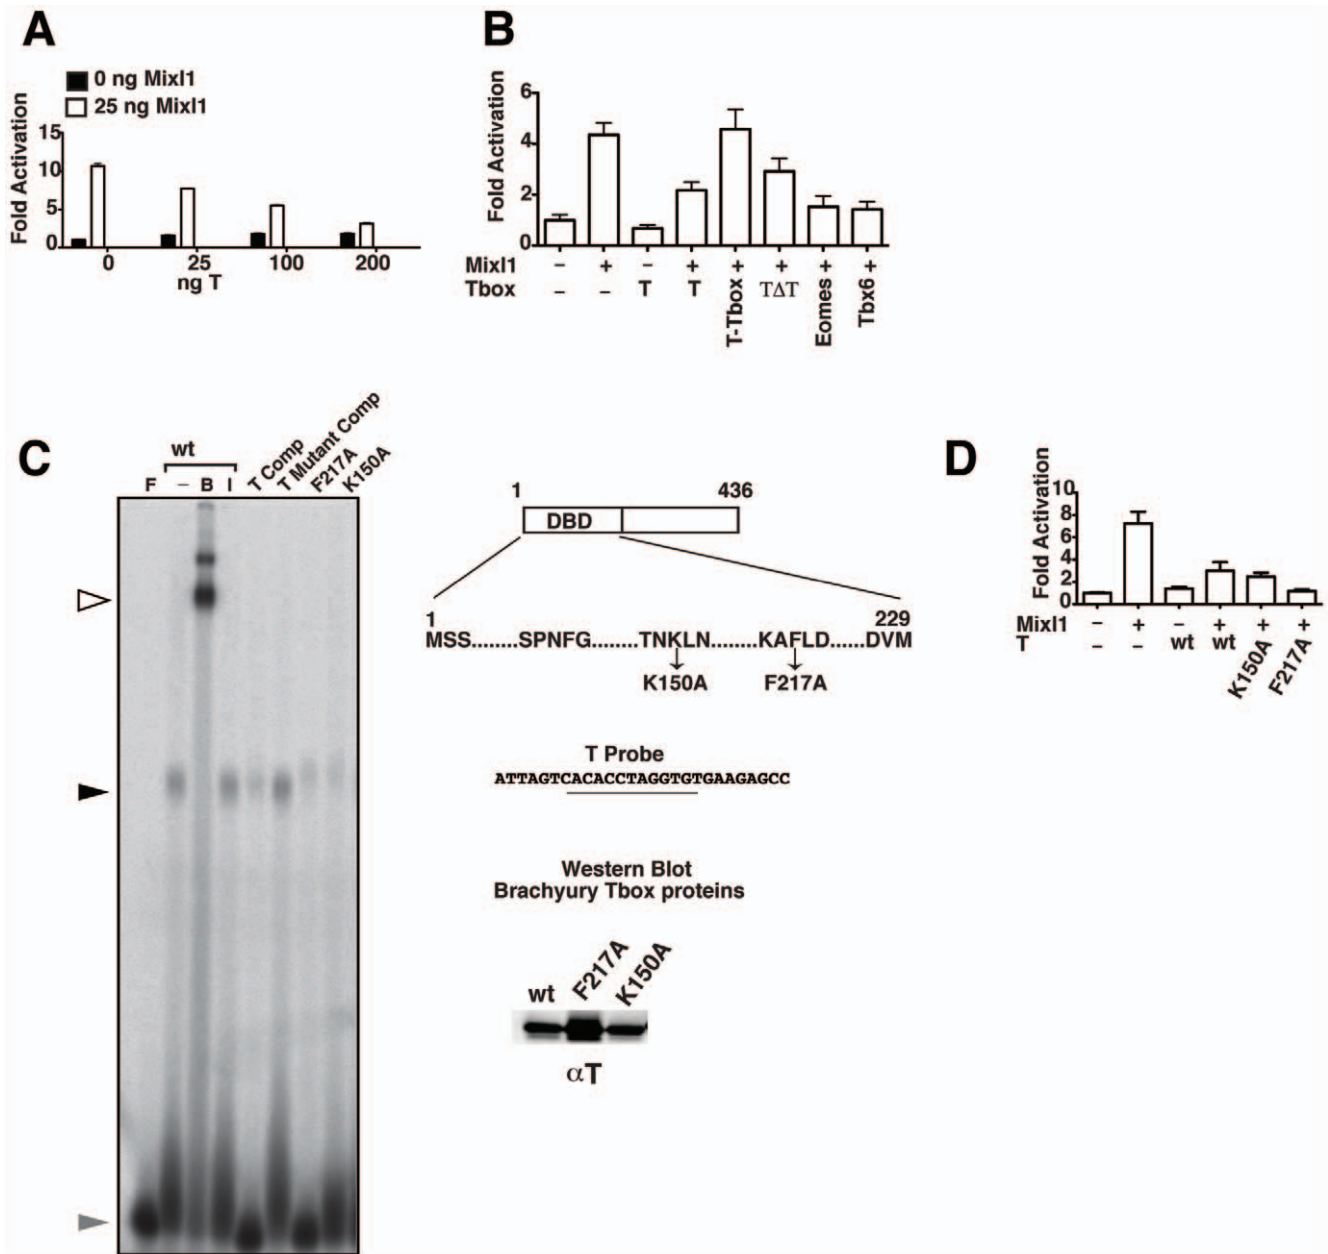 A
0 ng Mixl1
25 ng Mixl1
Fold Activation
15
10
5
0
0 25 100 200
ng T
B
Fold Activation
6
4
2
0
Mixl1 – + – + + + + +
Tbox – – T T T-Tbox TΔT Eomes Tbx6
C
wt
F – B I T Comp T Mutant Comp F217A K150A
1 436
DBD
1 229
MSS........SPNFG........TNKLN........KAFLD......DVM
K150A F217A
T Probe
ATTAGTCACACCTAGGTGTGAAGAGCC
Western Blot
Brachyury Tbox proteins
wt F217A K150A
αT
D
Fold Activation
10
8
6
4
2
0
Mixl1 – + – + + +
T – – wt wt K150A F217A